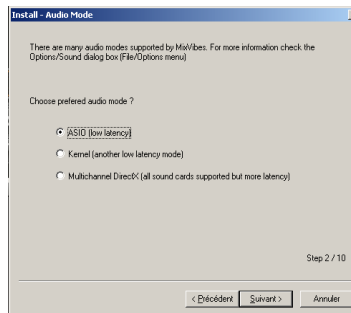 Install - Audio Mode
There are many audio modes supported by MixVibes. For more information check the
Options/Sound dialog box (File/Options menu)
Choose prefered audio mode ?
ASIO (low latency)
Kernel (another low latency mode)
Multichannel DirectX (all sound cards supported but more latency)
Step 2 / 10
< Précédent
Suivant >
Annuler